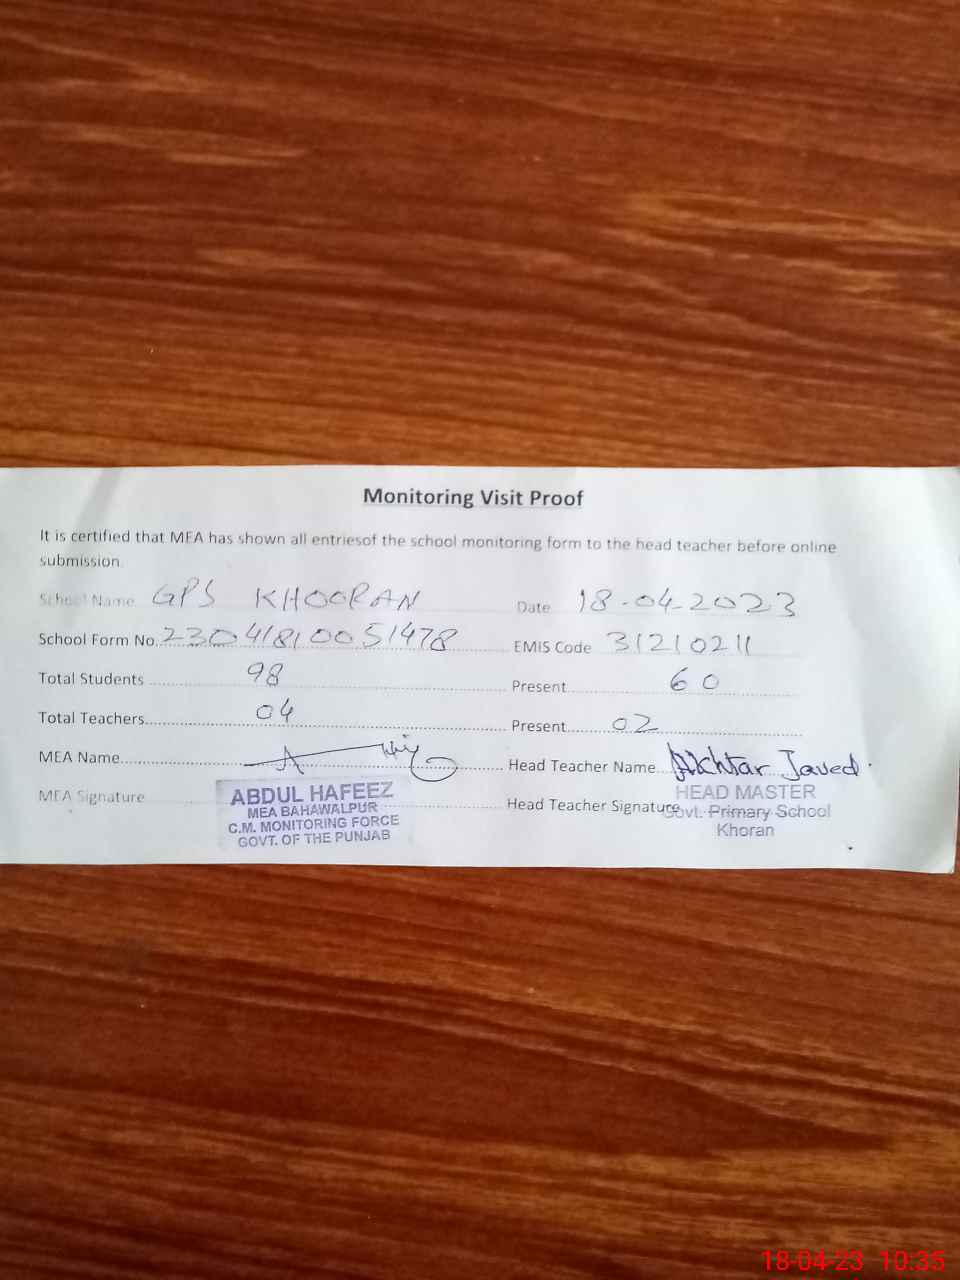 Monitoring Visit Proof
It is certified that MEA has shown all entriesof the school monitoring form to the head teacher before online
submission.
School Name GPS KHOORAN Date 18-04-2023
School Form No. 23041810051478 EMIS Code 31210211
Total Students 98 Present 60
Total Teachers 04 Present 02
MEA Name Head Teacher Name Akhtar Javed
MEA Signature Head Teacher Signature
ABDUL HAFEEZ
MEA BAHAWALPUR
C.M. MONITORING FORCE
GOVT. OF THE PUNJAB
HEAD MASTER
Govt. Primary School
Khoran
18-04-23 10:35